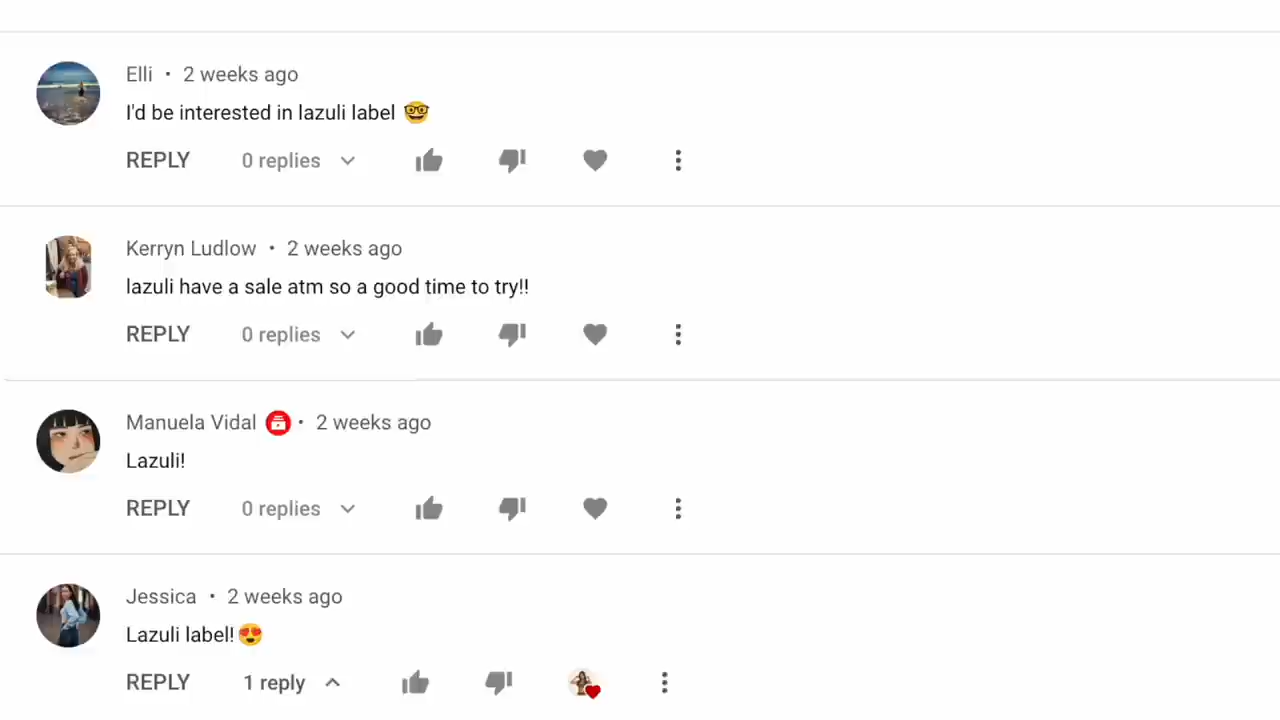 Elli • 2 weeks ago
I'd be interested in lazuli label 🤓
REPLY 0 replies
Kerryn Ludlow • 2 weeks ago
lazuli have a sale atm so a good time to try!!
REPLY 0 replies
Manuela Vidal • 2 weeks ago
Lazuli!
REPLY 0 replies
Jessica • 2 weeks ago
Lazuli label! 😍
REPLY 1 reply